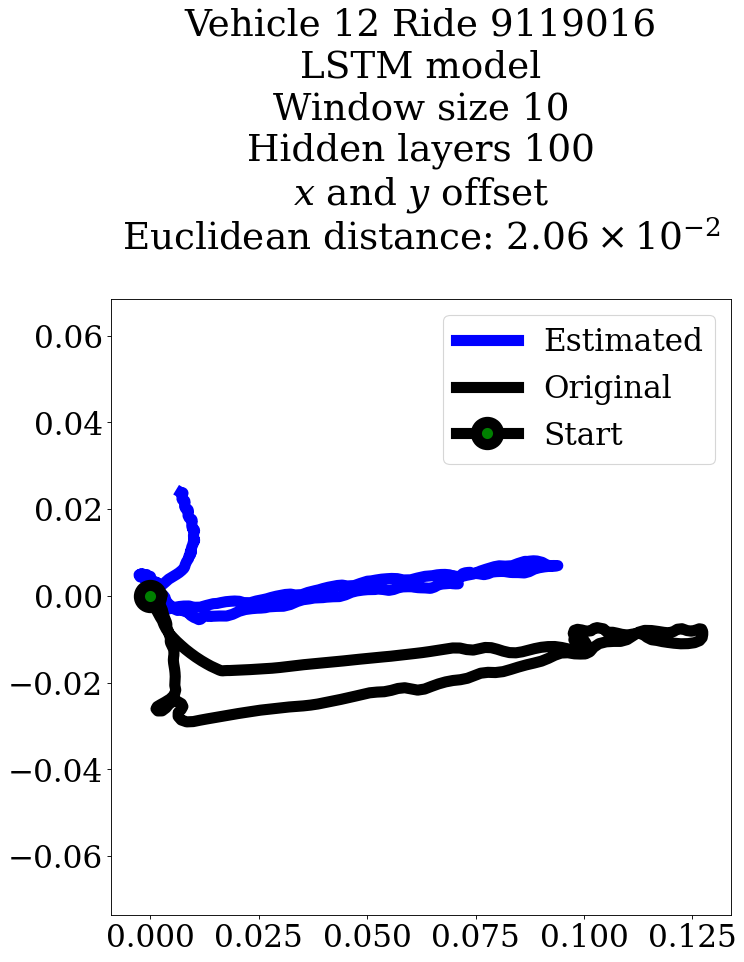 Vehicle 12 Ride 9119016
LSTM model
Window size 10
Hidden layers 100
x and y offset
Euclidean distance: 2.06 × 10⁻²
Estimated
Original
Start
0.06
0.04
0.02
0.00
−0.02
−0.04
−0.06
0.000 0.025 0.050 0.075 0.100 0.125